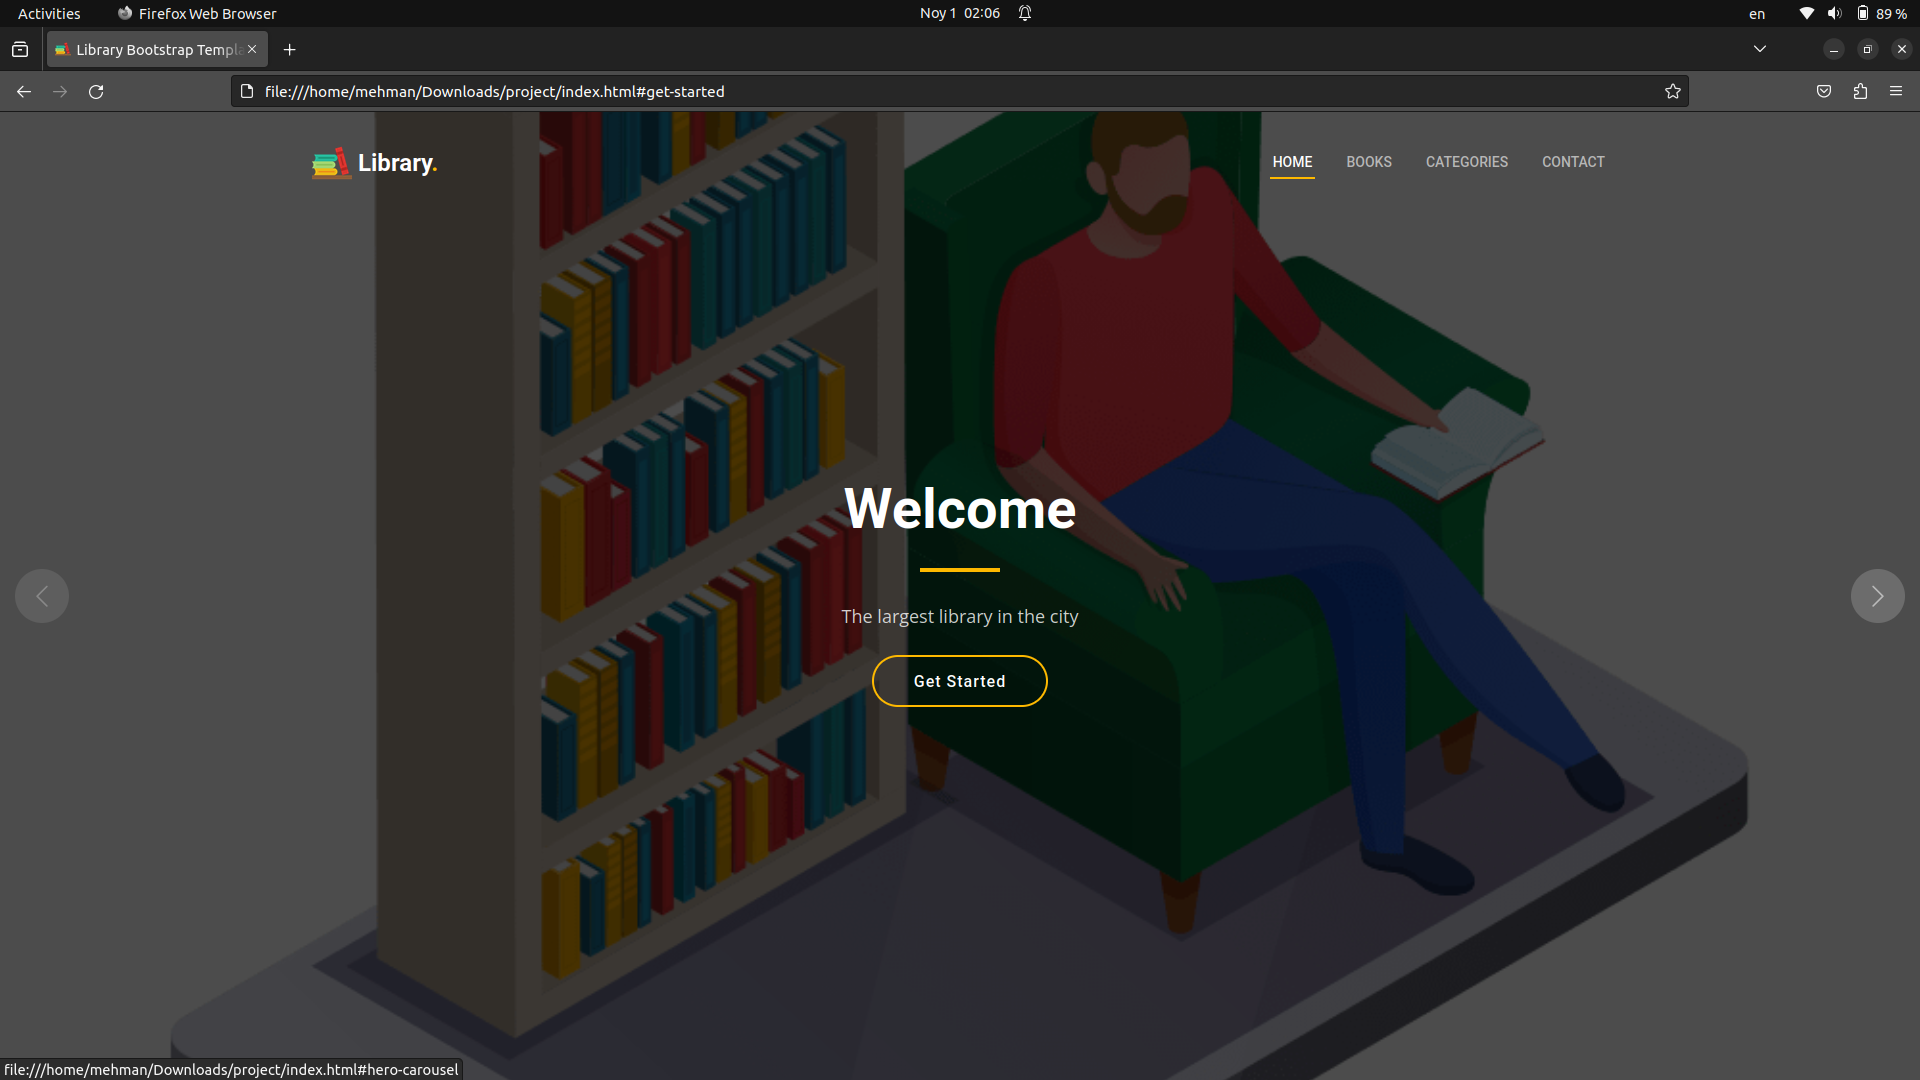 Activities Firefox Web Browser Noy 1 02:06 en 89 %
Library Bootstrap Templa
file:///home/mehman/Downloads/project/index.html#get-started
Library. HOME BOOKS CATEGORIES CONTACT
Welcome
The largest library in the city
Get Started
file:///home/mehman/Downloads/project/index.html#hero-carousel